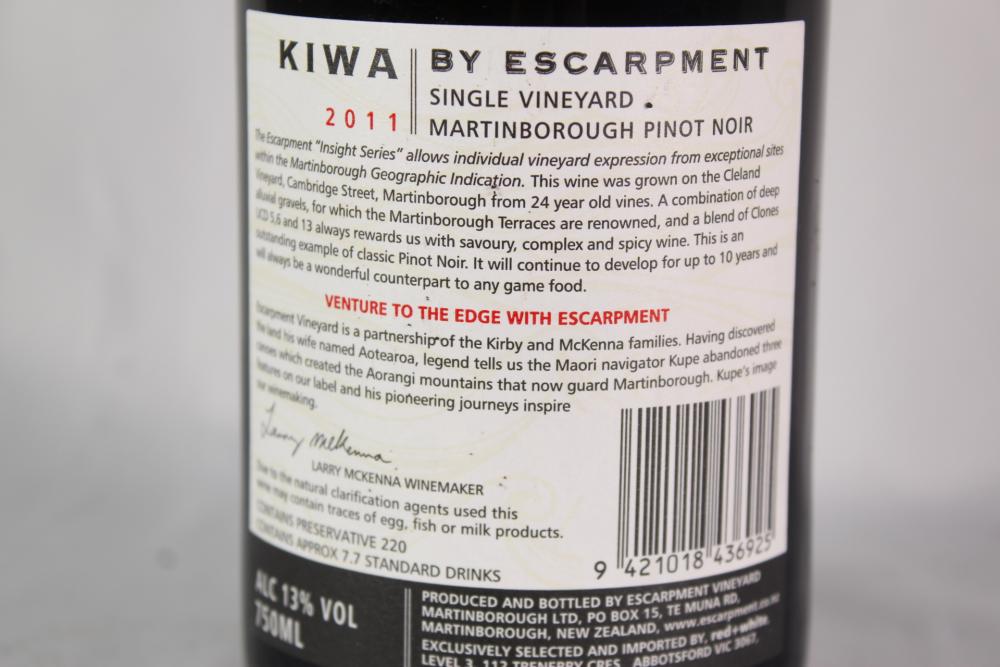 KIWA
2011
BY ESCARPMENT
SINGLE VINEYARD
MARTINBOROUGH PINOT NOIR
The Escarpment "Insight Series" allows individual vineyard expression from exceptional sites
within the Martinborough Geographic Indication. This wine was grown on the Cleland
Vineyard, Cambridge Street, Martinborough from 24 year old vines. A combination of deep
alluvial gravels, for which the Martinborough Terraces are renowned, and a blend of Clones
UCD 5,6 and 13 always rewards us with savoury, complex and spicy wine. This is an
outstanding example of classic Pinot Noir. It will continue to develop for up to 10 years and
will always be a wonderful counterpart to any game food.
VENTURE TO THE EDGE WITH ESCARPMENT
Escarpment Vineyard is a partnership of the Kirby and McKenna families. Having discovered
the land his wife named Aotearoa, legend tells us the Maori navigator Kupe abandoned three
canoes which created the Aorangi mountains that now guard Martinborough. Kupe's image
features on our label and his pioneering journeys inspire
our winemaking.
Larry McKenna
LARRY MCKENNA WINEMAKER
Due to the natural clarification agents used this
wine may contain traces of egg, fish or milk products.
CONTAINS PRESERVATIVE 220
CONTAINS APPROX 7.7 STANDARD DRINKS
9 421018 436925
ALC 13% VOL
750ML
PRODUCED AND BOTTLED BY ESCARPMENT VINEYARD
MARTINBOROUGH LTD, PO BOX 15, TE MUNA RD,
MARTINBOROUGH, NEW ZEALAND, www.escarpment.co.nz
EXCLUSIVELY SELECTED AND IMPORTED BY, red+white.
LEVEL 3, 112 TRENERRY CRES, ABBOTSFORD VIC 3067,